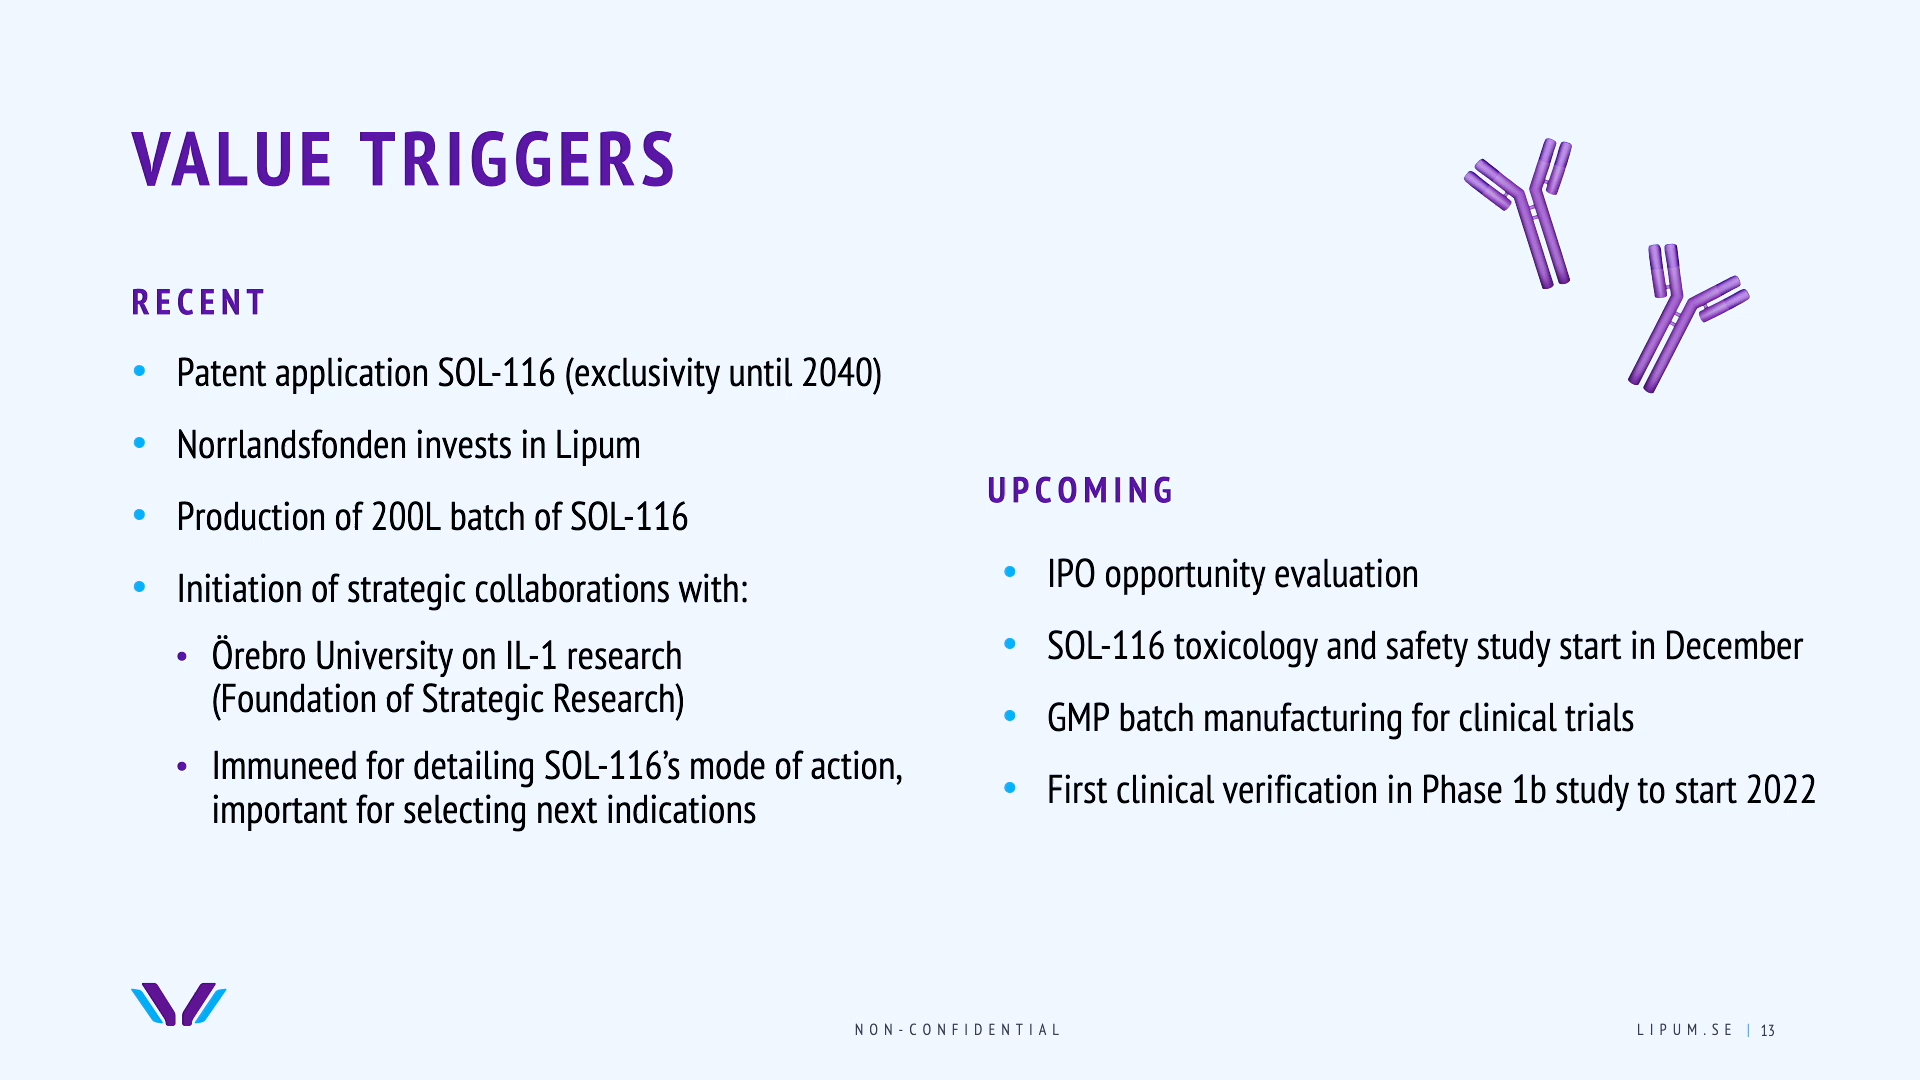 VALUE TRIGGERS
RECENT
• Patent application SOL-116 (exclusivity until 2040)
• Norrlandsfonden invests in Lipum
• Production of 200L batch of SOL-116
• Initiation of strategic collaborations with:
• Örebro University on IL-1 research
(Foundation of Strategic Research)
• Immuneed for detailing SOL-116’s mode of action,
important for selecting next indications
UPCOMING
• IPO opportunity evaluation
• SOL-116 toxicology and safety study start in December
• GMP batch manufacturing for clinical trials
• First clinical verification in Phase 1b study to start 2022
NON-CONFIDENTIAL
LIPUM.SE | 13